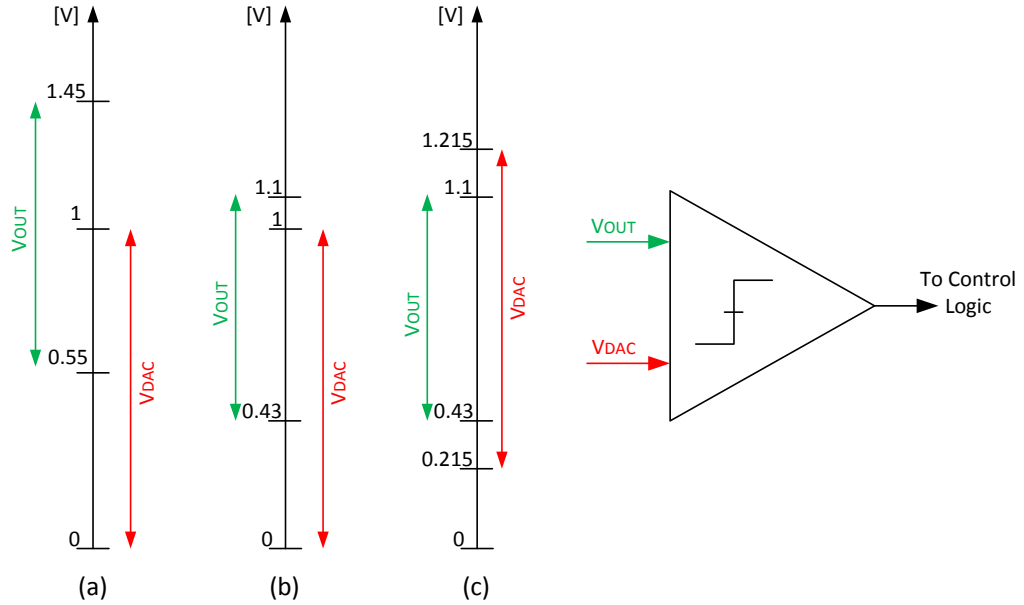 [V]
1.45
1
0.55
0
VOUT
VDAC
(a)
[V]
1.1
1
0.43
0
VOUT
VDAC
(b)
[V]
1.215
1.1
0.43
0.215
0
VOUT
VDAC
(c)
VOUT
VDAC
To Control
Logic